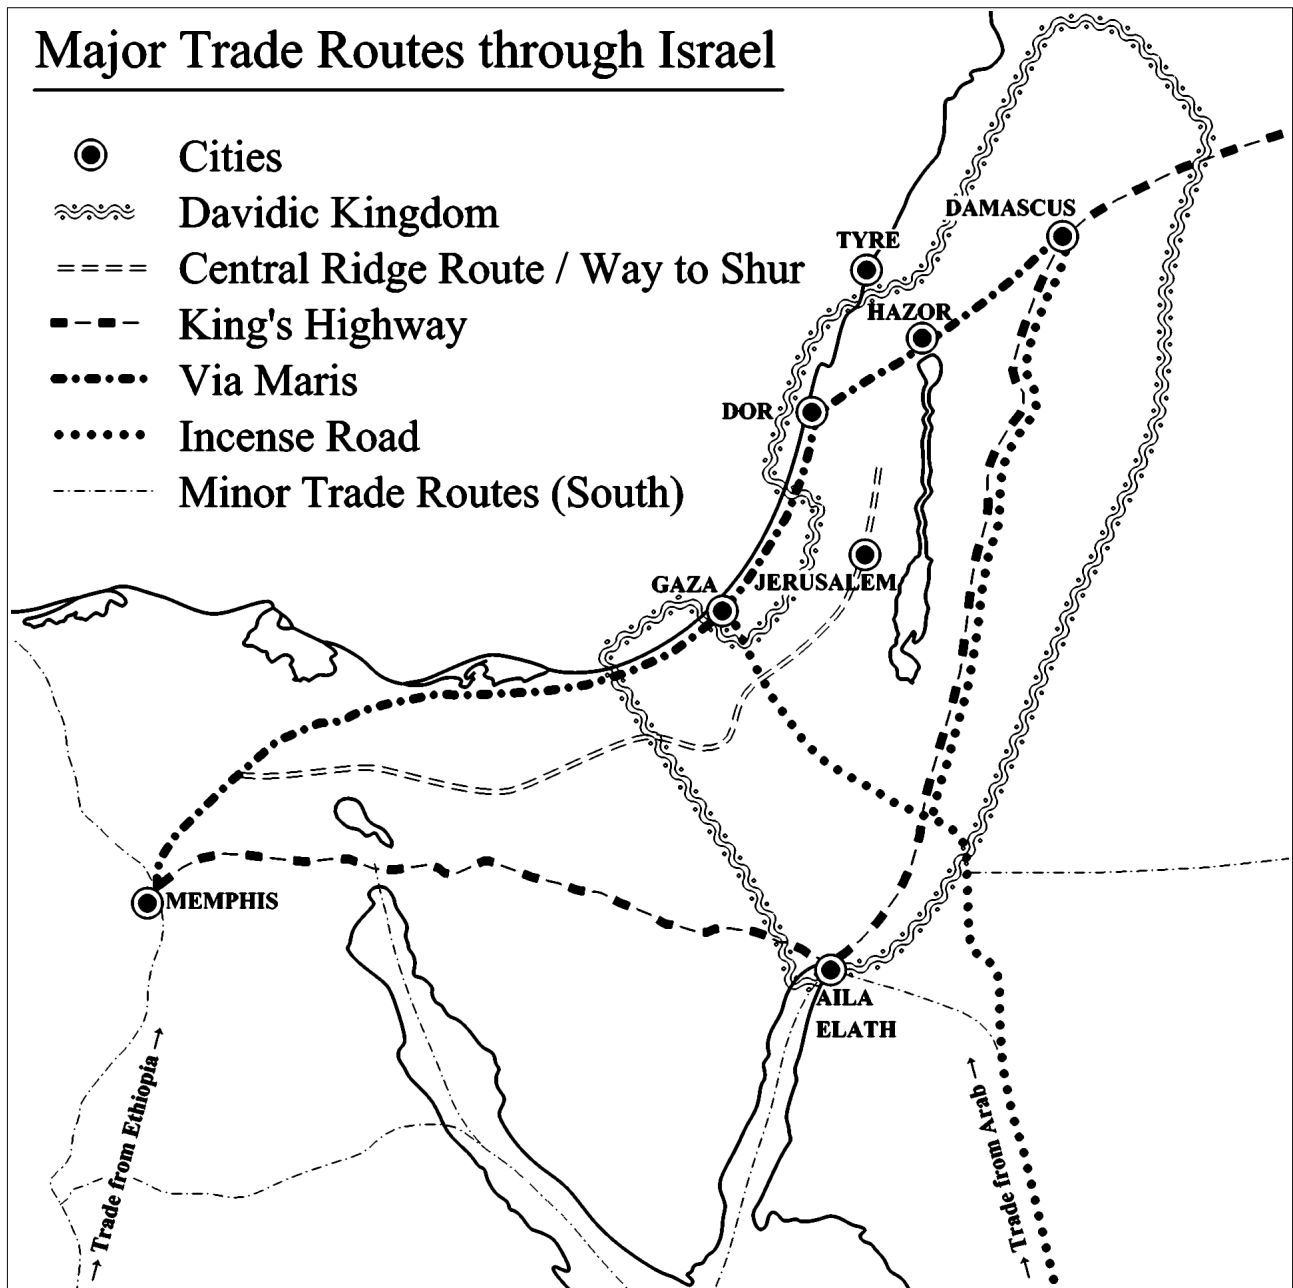 Major Trade Routes through Israel
Cities
Davidic Kingdom
Central Ridge Route / Way to Shur
King's Highway
Via Maris
Incense Road
Minor Trade Routes (South)
DAMASCUS
TYRE
HAZOR
DOR
GAZA
JERUSALEM
MEMPHIS
AILA
ELATH
→ Trade from Ethiopia →
→ Trade from Arab →